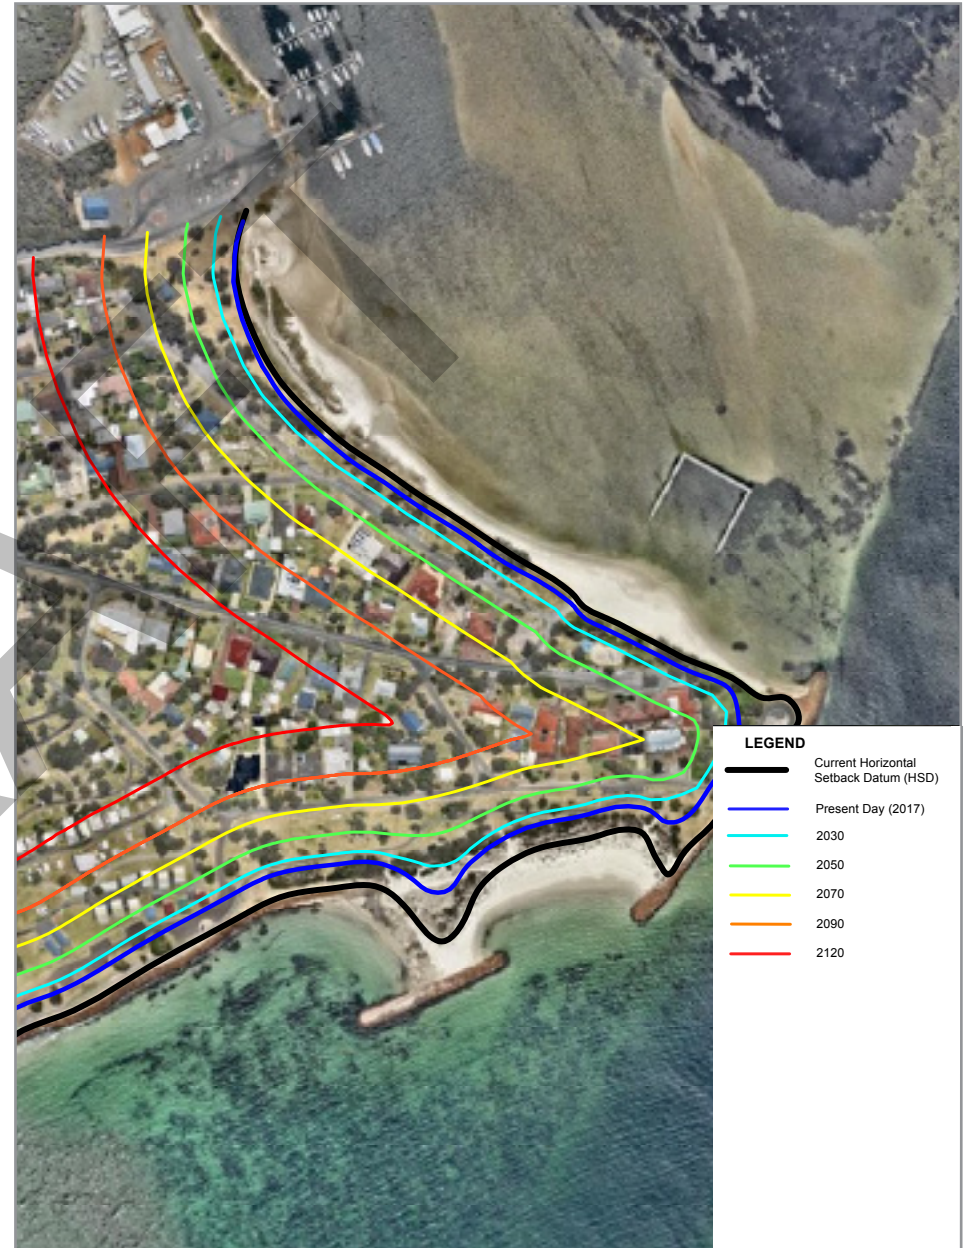 LEGEND
Current Horizontal
Setback Datum (HSD)
Present Day (2017)
2030
2050
2070
2090
2120